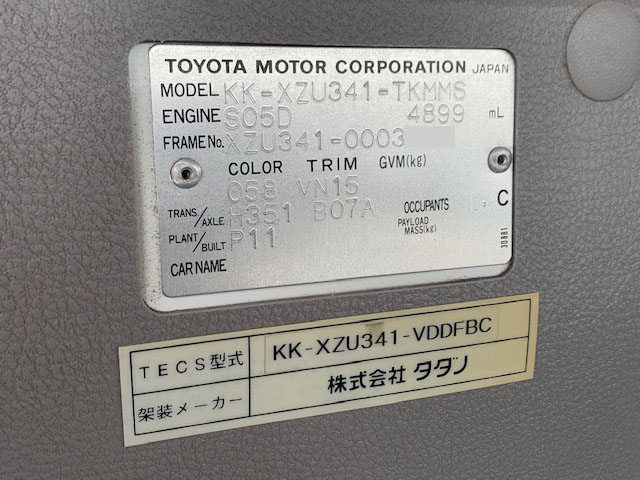 TOYOTA MOTOR CORPORATION JAPAN
MODEL KK-XZU341-TKMMS
ENGINE S05D 4899 mL
FRAME No. XZU341-0003
COLOR TRIM GVM(kg)
058 VN15
TRANS./AXLE H351 B07A OCCUPANTS C
PLANT/BUILT P11 PAYLOAD MASS(kg)
CAR NAME
30881
TECS型式 KK-XZU341-VDDFBC
架装メーカー 株式会社 タダノ